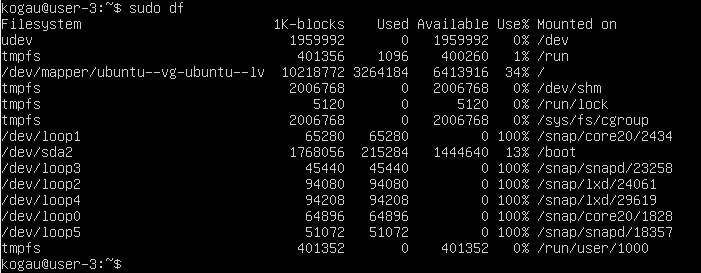 kogau@user-3:~$ sudo df
Filesystem                        1K-blocks    Used Available Use% Mounted on
udev                                1959992       0   1959992   0% /dev
tmpfs                                401356    1096    400260   1% /run
/dev/mapper/ubuntu--vg-ubuntu--lv  10218772 3264184   6413916  34% /
tmpfs                               2006768       0   2006768   0% /dev/shm
tmpfs                                  5120       0      5120   0% /run/lock
tmpfs                               2006768       0   2006768   0% /sys/fs/cgroup
/dev/loop1                            65280   65280         0 100% /snap/core20/2434
/dev/sda2                           1768056  215284   1444640  13% /boot
/dev/loop3                            45440   45440         0 100% /snap/snapd/23258
/dev/loop2                            94080   94080         0 100% /snap/lxd/24061
/dev/loop4                            94208   94208         0 100% /snap/lxd/29619
/dev/loop0                            64896   64896         0 100% /snap/core20/1828
/dev/loop5                            51072   51072         0 100% /snap/snapd/18357
tmpfs                                401352       0    401352   0% /run/user/1000
kogau@user-3:~$